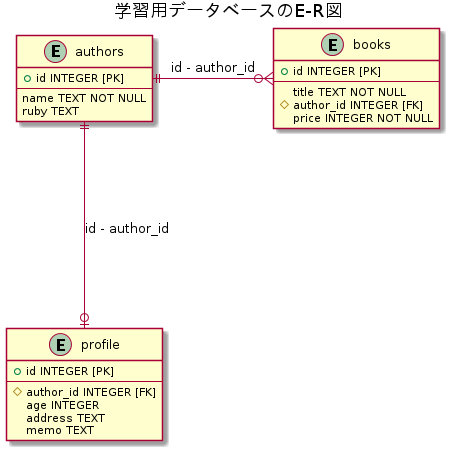 学習用データベースのE-R図
E authors
id INTEGER [PK]
name TEXT NOT NULL
ruby TEXT
id - author_id
E books
id INTEGER [PK]
title TEXT NOT NULL
author_id INTEGER [FK]
price INTEGER NOT NULL
id - author_id
E profile
id INTEGER [PK]
author_id INTEGER [FK]
age INTEGER
address TEXT
memo TEXT